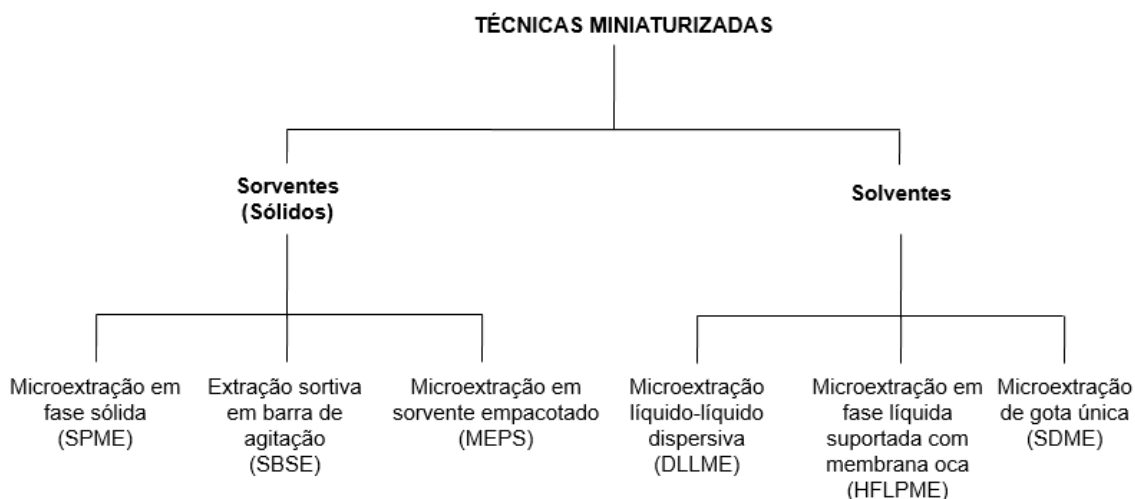 TÉCNICAS MINIATURIZADAS
Sorventes
(Sólidos)
Solventes
Microextração em
fase sólida
(SPME)
Extração sortiva
em barra de
agitação
(SBSE)
Microextração em
sorvente empacotado
(MEPS)
Microextração
líquido-líquido
dispersiva
(DLLME)
Microextração em
fase líquida
suportada com
membrana oca
(HFLPME)
Microextração
de gota única
(SDME)